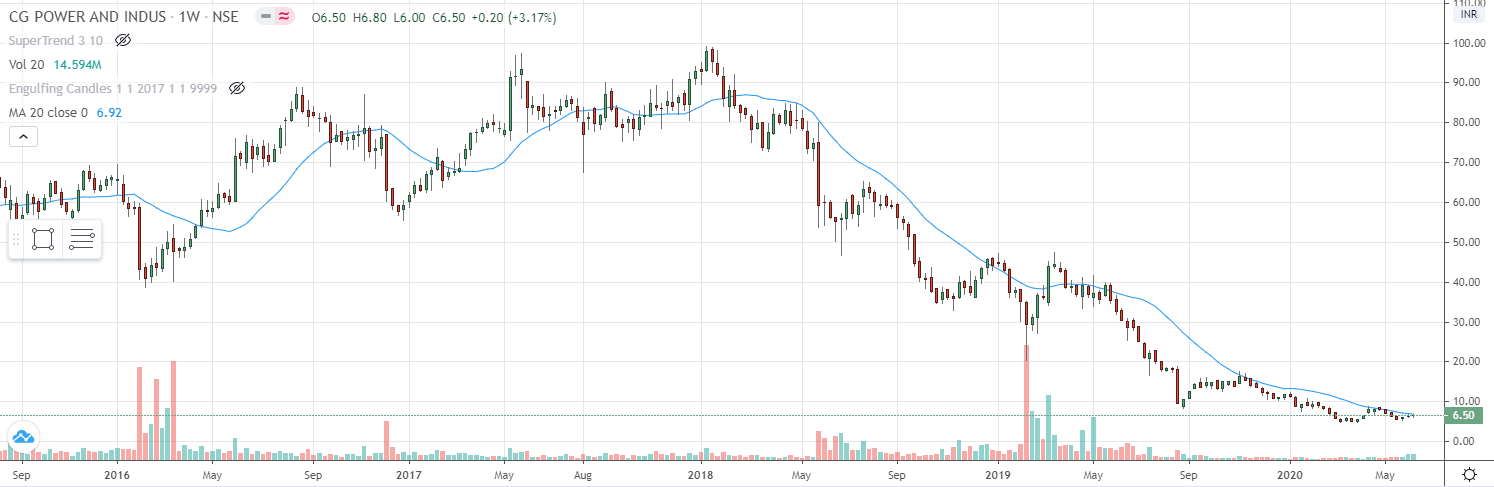 CG POWER AND INDUS · 1W · NSE O6.50 H6.80 L6.00 C6.50 +0.20 (+3.17%)
SuperTrend 3 10
Vol 20 14.594M
Engulfing Candles 1 1 2017 1 1 9999
MA 20 close 0 6.92
110.00
INR
100.00
90.00
80.00
70.00
60.00
50.00
40.00
30.00
20.00
10.00
6.50
0.00
Sep 2016 May Sep 2017 May Aug 2018 May Sep 2019 May Sep 2020 May